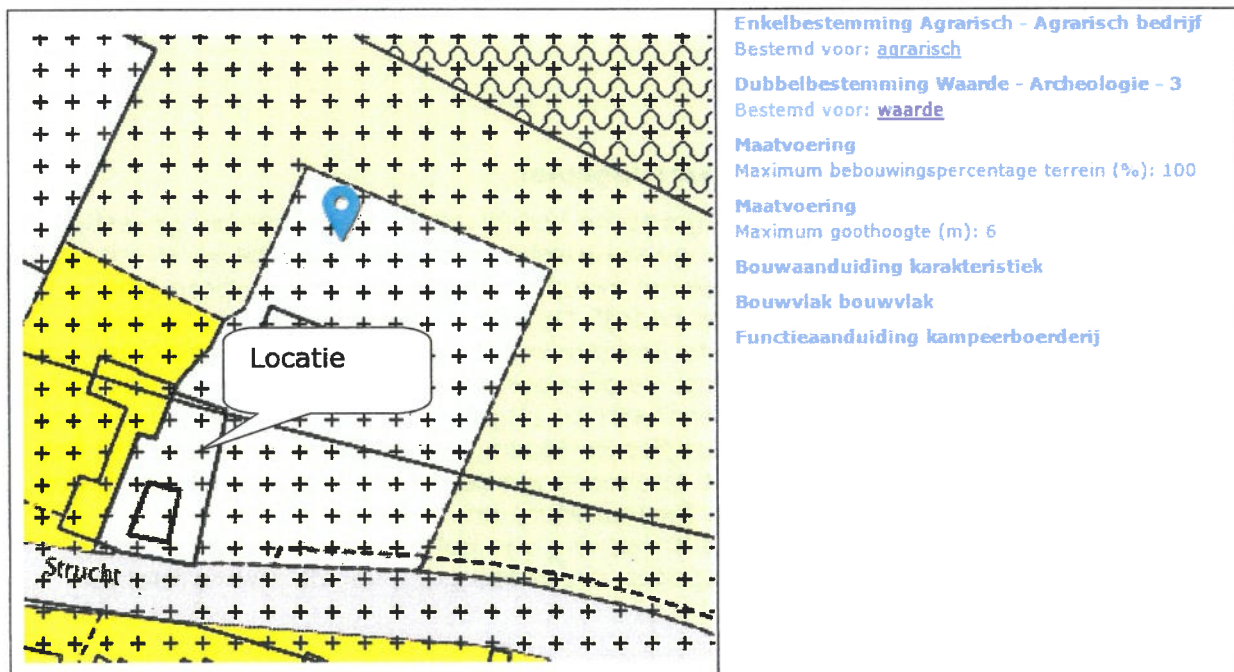 Locatie
Strucht
Enkelbestemming Agrarisch - Agrarisch bedrijf
Bestemd voor: agrarisch
Dubbelbestemming Waarde - Archeologie - 3
Bestemd voor: waarde
Maatvoering
Maximum bebouwingspercentage terrein (%): 100
Maatvoering
Maximum goothoogte (m): 6
Bouwaanduiding karakteristiek
Bouwvlak bouwvlak
Functieaanduiding kampeerboerderij